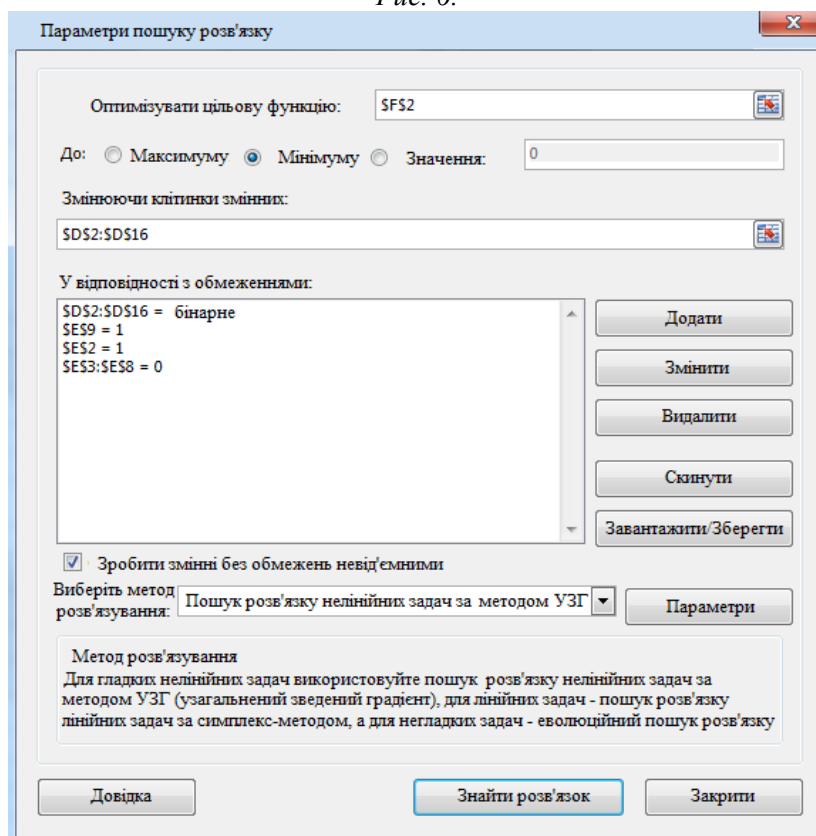 Рис. 6.
Параметри пошуку розв'язку
Оптимізувати цільову функцію: $F$2
До: Максимуму Мінімуму Значення: 0
Змінюючи клітинки змінних:
$D$2:$D$16
У відповідності з обмеженнями:
$D$2:$D$16 = бінарне
$E$9 = 1
$E$2 = 1
$E$3:$E$8 = 0
Додати
Змінити
Видалити
Скинути
Завантажити/Зберегти
Зробити змінні без обмежень невід'ємними
Виберіть метод
розв'язування: Пошук розв'язку нелінійних задач за методом УЗГ
Параметри
Метод розв'язування
Для гладких нелінійних задач використовуйте пошук розв'язку нелінійних задач за
методом УЗГ (узагальнений зведений градієнт), для лінійних задач - пошук розв'язку
лінійних задач за симплекс-методом, а для негладких задач - еволюційний пошук розв'язку
Довідка
Знайти розв'язок
Закрити